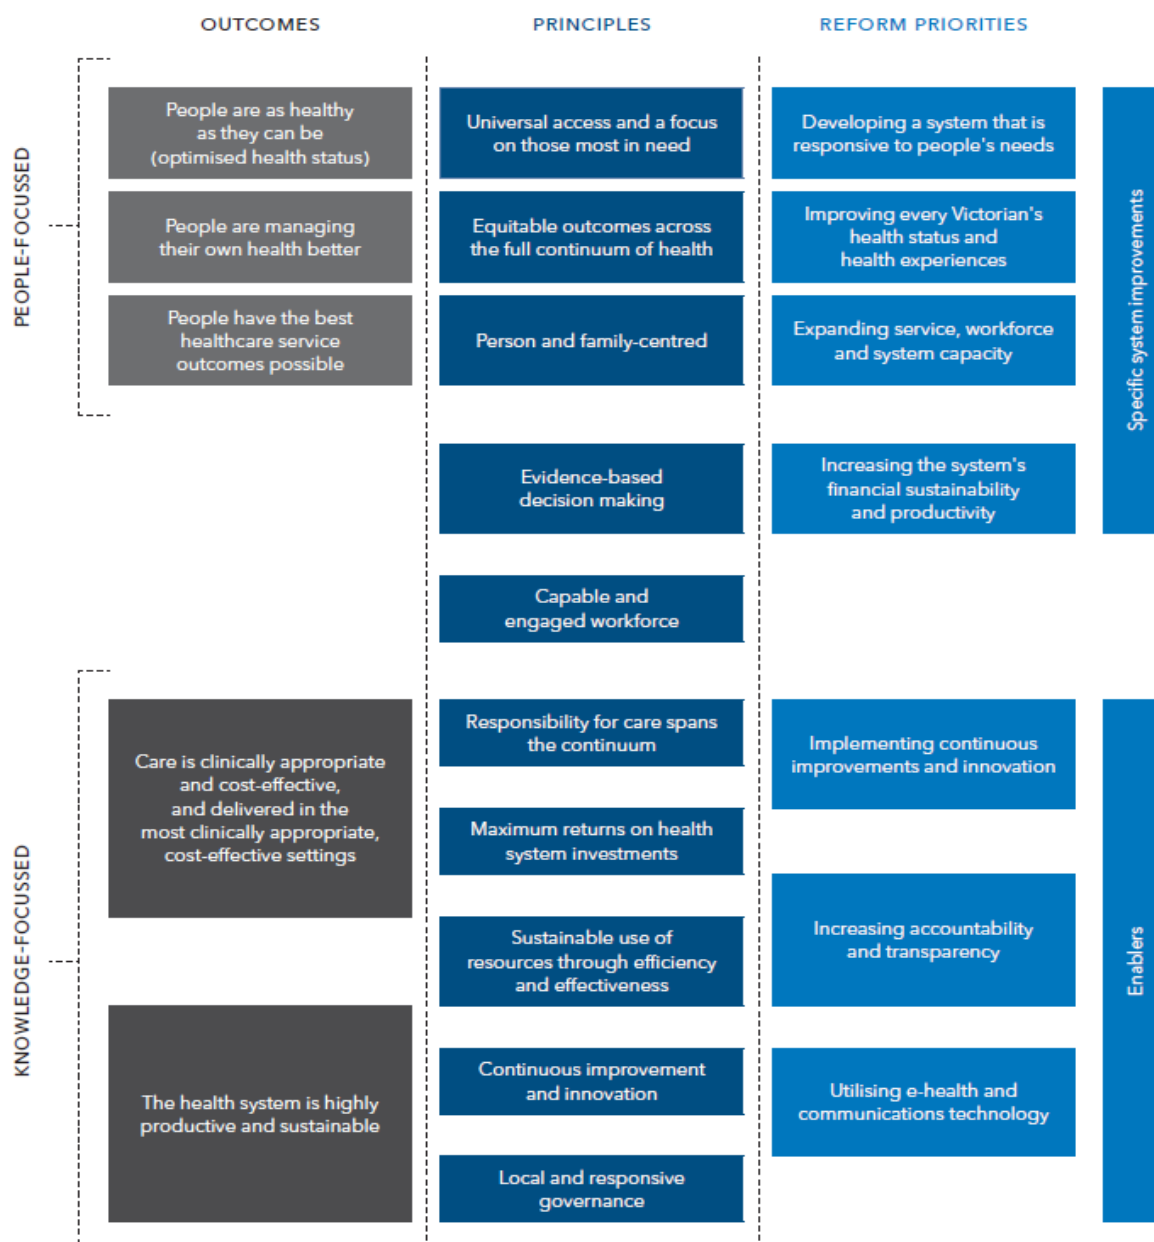 OUTCOMES
PRINCIPLES
REFORM PRIORITIES
PEOPLE-FOCUSSED
People are as healthy
as they can be
(optimised health status)
Universal access and a focus
on those most in need
Developing a system that is
responsive to people's needs
People are managing
their own health better
Equitable outcomes across
the full continuum of health
Improving every Victorian's
health status and
health experiences
People have the best
healthcare service
outcomes possible
Person and family-centred
Expanding service, workforce
and system capacity
Specific system improvements
Evidence-based
decision making
Increasing the system's
financial sustainability
and productivity
Capable and
engaged workforce
KNOWLEDGE-FOCUSSED
Care is clinically appropriate
and cost-effective,
and delivered in the
most clinically appropriate,
cost-effective settings
Responsibility for care spans
the continuum
Implementing continuous
improvements and innovation
Maximum returns on health
system investments
Sustainable use of
resources through efficiency
and effectiveness
Increasing accountability
and transparency
Enablers
The health system is highly
productive and sustainable
Continuous improvement
and innovation
Utilising e-health and
communications technology
Local and responsive
governance